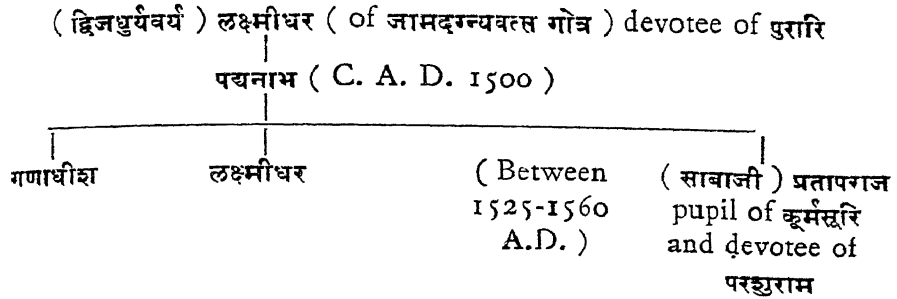 ( द्विजधुर्यवर्य ) लक्ष्मीधर ( of जामदग्न्यवत्स गोत्र ) devotee of पुरारि
पद्मनाभ ( C. A. D. 1500 )
गणाधीश लक्ष्मीधर ( Between ( साबाजी ) प्रतापराज
1525-1560 pupil of कूर्मसूरि
A.D. ) and devotee of
परशुराम